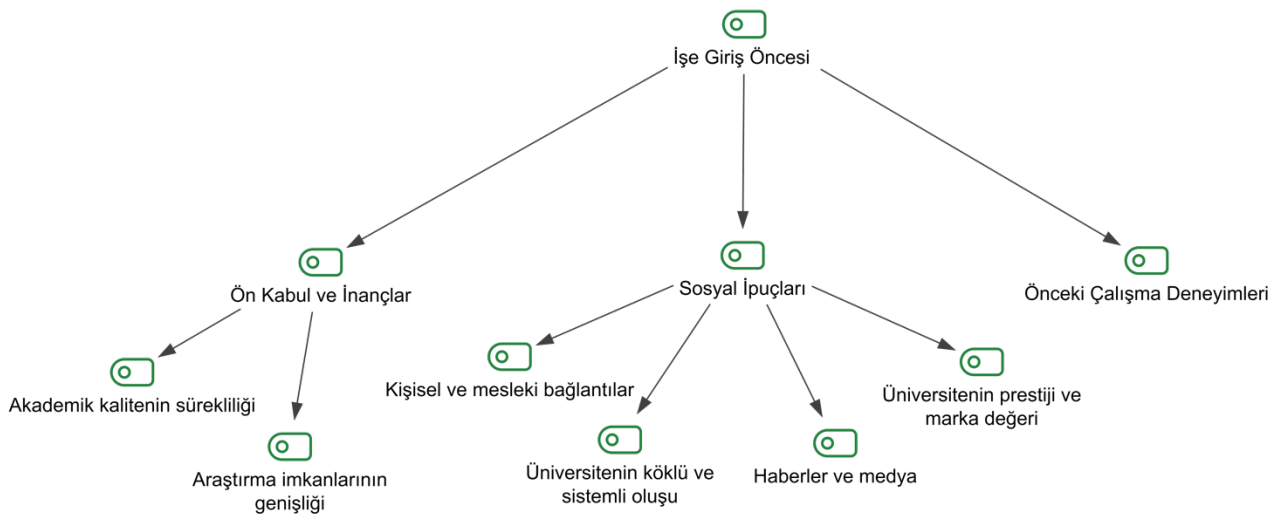 İşe Giriş Öncesi
Ön Kabul ve İnançlar
Sosyal İpuçları
Önceki Çalışma Deneyimleri
Akademik kalitenin sürekliliği
Araştırma imkanlarının
genişliği
Kişisel ve mesleki bağlantılar
Üniversitenin köklü ve
sistemli oluşu
Haberler ve medya
Üniversitenin prestiji ve
marka değeri